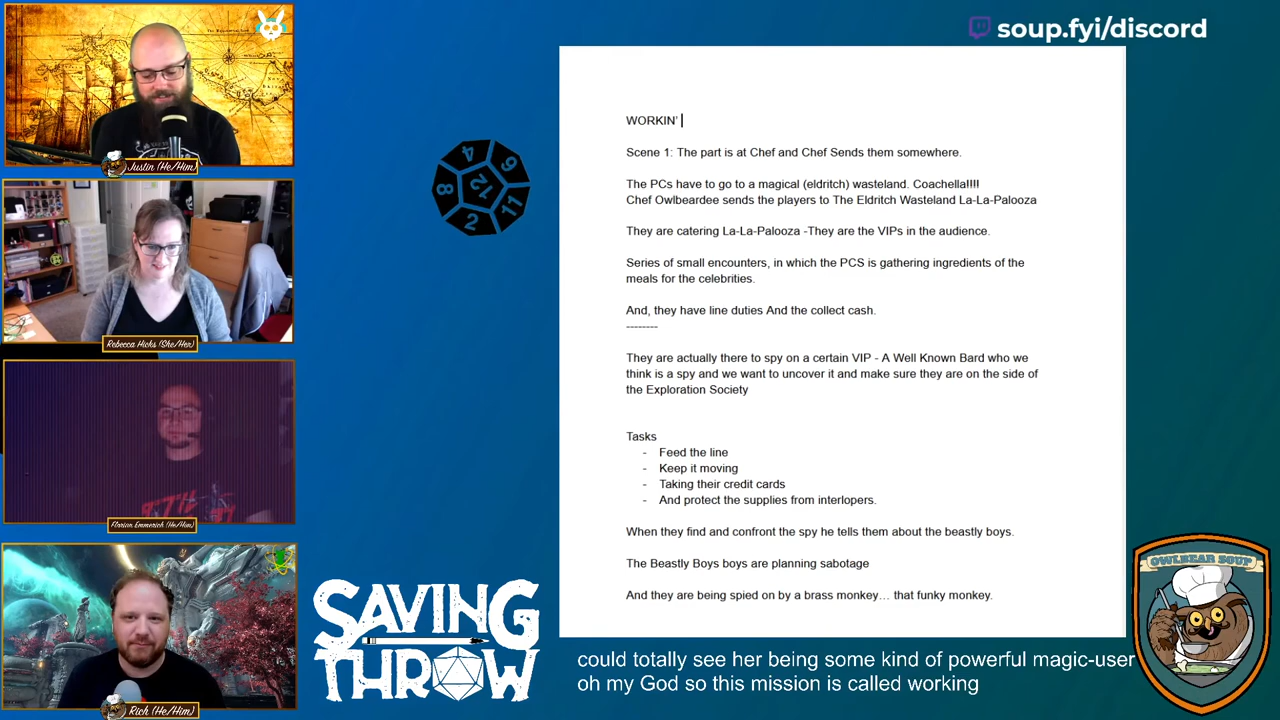 soup.fyi/discord
Justin (He/Him)
Rebecca Hicks (She/Her)
Florian Emmerich (He/Him)
Rich (He/Him)
4
6
8
12
11
2
SAVING
THROW
WORKIN'
Scene 1: The part is at Chef and Chef Sends them somewhere.
The PCs have to go to a magical (eldritch) wasteland. Coachella!!!!
Chef Owlbeardee sends the players to The Eldritch Wasteland La-La-Palooza
They are catering La-La-Palooza -They are the VIPs in the audience.
Series of small encounters, in which the PCS is gathering ingredients of the
meals for the celebrities.
And, they have line duties And the collect cash.
--------
They are actually there to spy on a certain VIP - A Well Known Bard who we
think is a spy and we want to uncover it and make sure they are on the side of
the Exploration Society
Tasks
- Feed the line
- Keep it moving
- Taking their credit cards
- And protect the supplies from interlopers.
When they find and confront the spy he tells them about the beastly boys.
The Beastly Boys boys are planning sabotage
And they are being spied on by a brass monkey… that funky monkey.
OWLBEAR SOUP
could totally see her being some kind of powerful magic-user
oh my God so this mission is called working